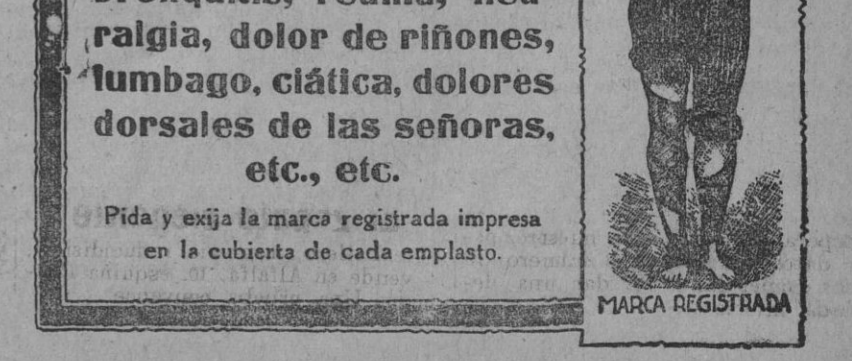 ralgia, dolor de riñones,
lumbago, ciática, dolores
dorsales de las señoras,
etc., etc.
Pida y exija la marca registrada impresa
en la cubierta de cada emplasto.
MARCA REGISTRADA